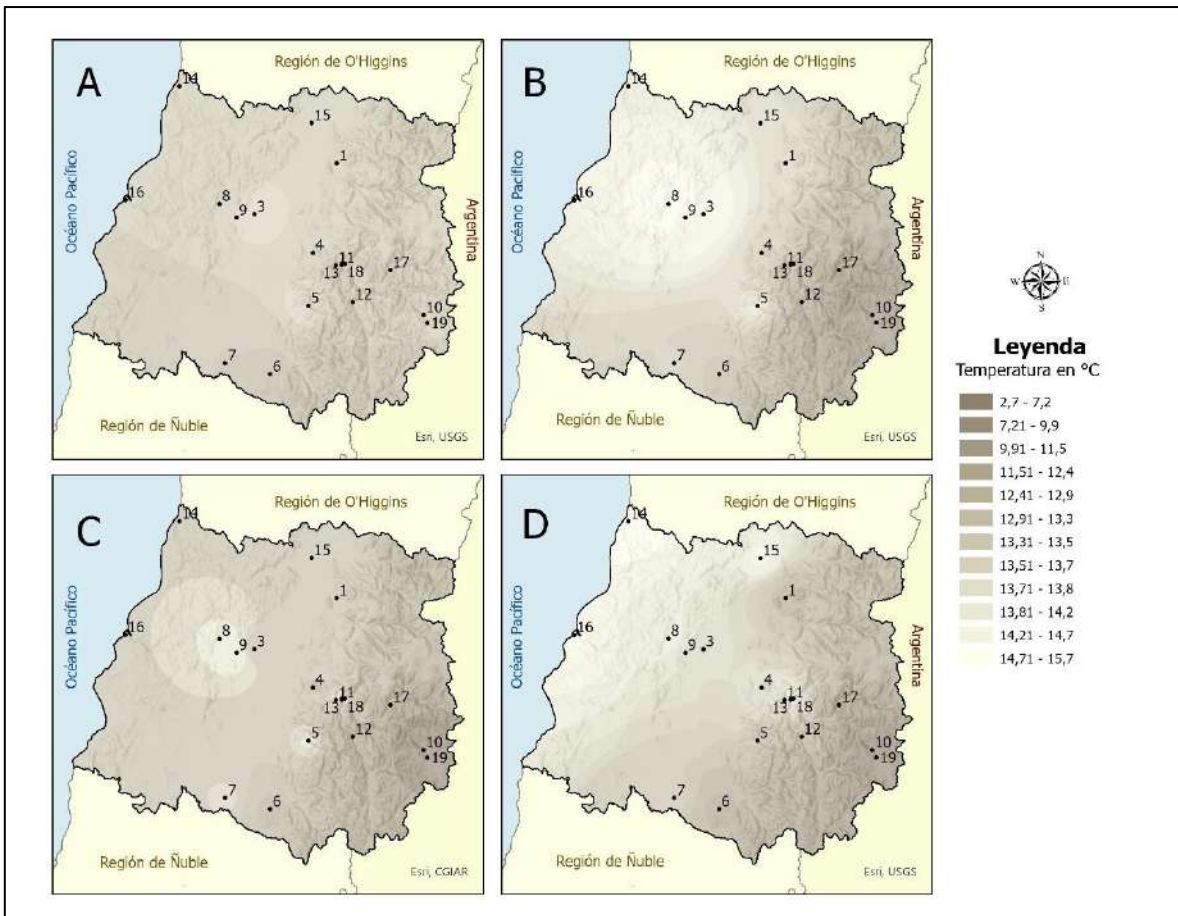 A
Región de O'Higgins
14
15
1
Océano Pacífico
16
8
3
9
Argentina
4
11
13
18
17
5
12
10
19
7
6
Región de Ñuble
Esri, USGS
B
Región de O'Higgins
14
15
1
Océano Pacífico
16
8
3
9
Argentina
4
11
13
18
17
5
12
10
19
7
6
Región de Ñuble
Esri, USGS
C
Región de O'Higgins
14
15
1
Océano Pacífico
16
8
3
9
Argentina
4
11
13
18
17
5
12
10
19
7
6
Región de Ñuble
Esri, CGIAR
D
Región de O'Higgins
14
15
1
Océano Pacífico
16
8
3
9
Argentina
4
11
13
18
17
5
12
10
19
7
6
Región de Ñuble
Esri, USGS
N
W
E
S
Leyenda
Temperatura en °C
2,7 - 7,2
7,21 - 9,9
9,91 - 11,5
11,51 - 12,4
12,41 - 12,9
12,91 - 13,3
13,31 - 13,5
13,51 - 13,7
13,71 - 13,8
13,81 - 14,2
14,21 - 14,7
14,71 - 15,7